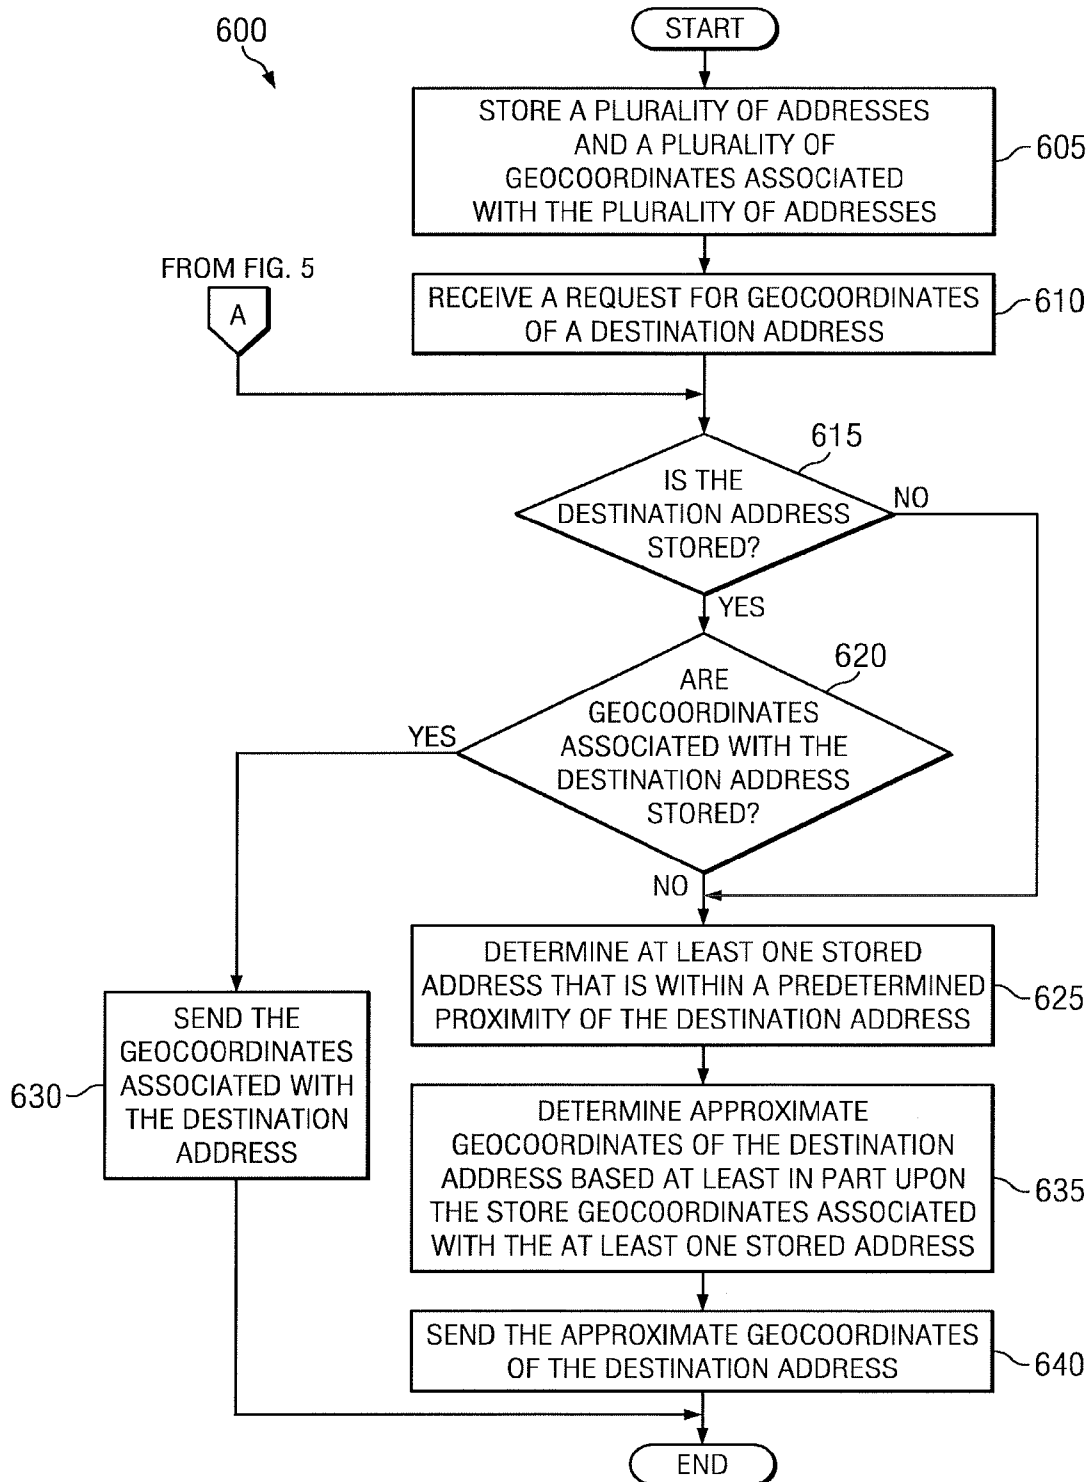 600
START
STORE A PLURALITY OF ADDRESSES
AND A PLURALITY OF
GEOCOORDINATES ASSOCIATED
WITH THE PLURALITY OF ADDRESSES
605
FROM FIG. 5
A
RECEIVE A REQUEST FOR GEOCOORDINATES
OF A DESTINATION ADDRESS
610
615
IS THE
DESTINATION ADDRESS
STORED?
NO
YES
620
ARE
GEOCOORDINATES
ASSOCIATED WITH THE
DESTINATION ADDRESS
STORED?
YES
NO
DETERMINE AT LEAST ONE STORED
ADDRESS THAT IS WITHIN A PREDETERMINED
PROXIMITY OF THE DESTINATION ADDRESS
625
SEND THE
GEOCOORDINATES
ASSOCIATED WITH
THE DESTINATION
ADDRESS
630
DETERMINE APPROXIMATE
GEOCOORDINATES OF THE DESTINATION
ADDRESS BASED AT LEAST IN PART UPON
THE STORE GEOCOORDINATES ASSOCIATED
WITH THE AT LEAST ONE STORED ADDRESS
635
SEND THE APPROXIMATE GEOCOORDINATES
OF THE DESTINATION ADDRESS
640
END